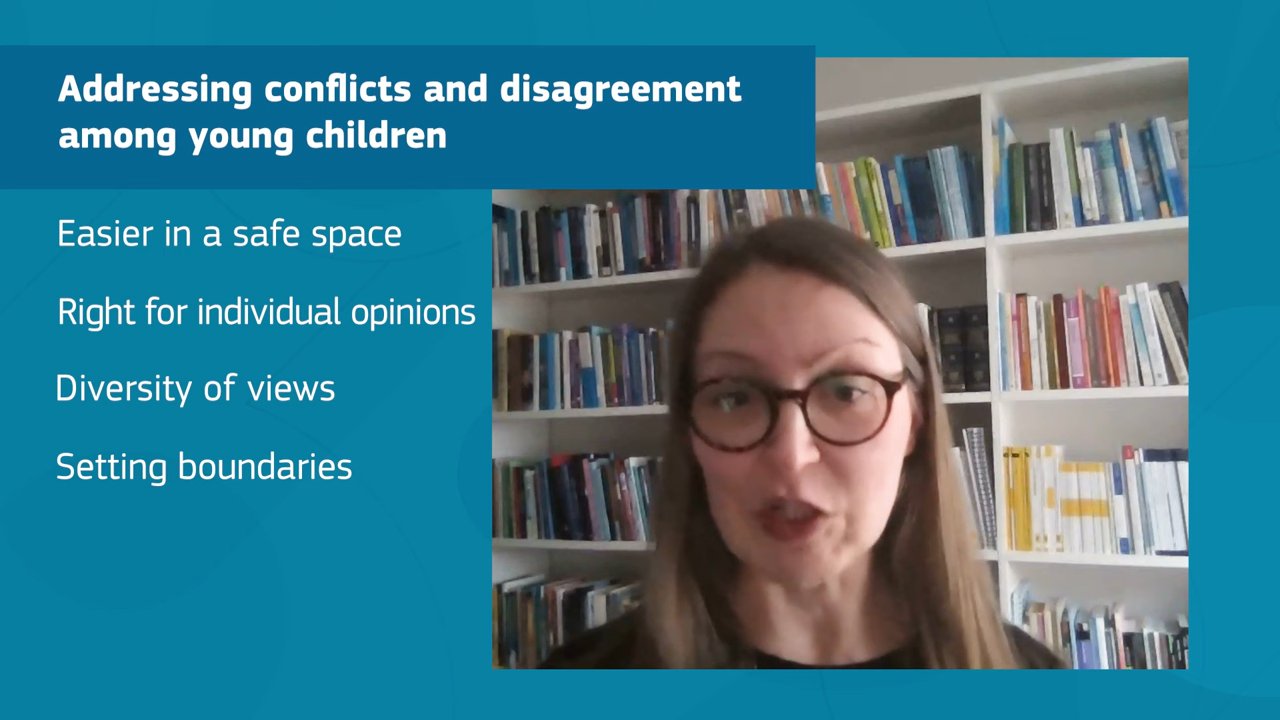 Addressing conflicts and disagreement
among young children
Easier in a safe space
Right for individual opinions
Diversity of views
Setting boundaries